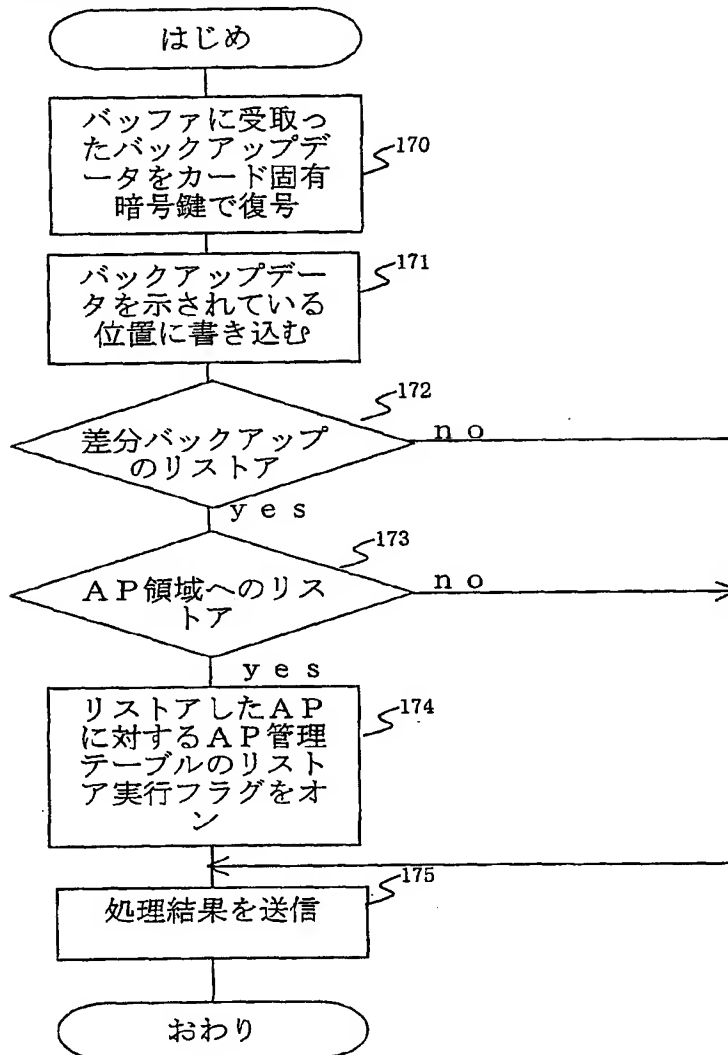 はじめ
バッファに受取っ
たバックアップデ
ータをカード固有
暗号鍵で復号
170
バックアップデー
タを示されている
位置に書き込む
171
172
差分バックアップ
のリストア
no
yes
173
AP領域へのリス
トア
no
yes
リストアしたAP
に対するAP管理
テーブルのリスト
ア実行フラグをオ
ン
174
175
処理結果を送信
おわり